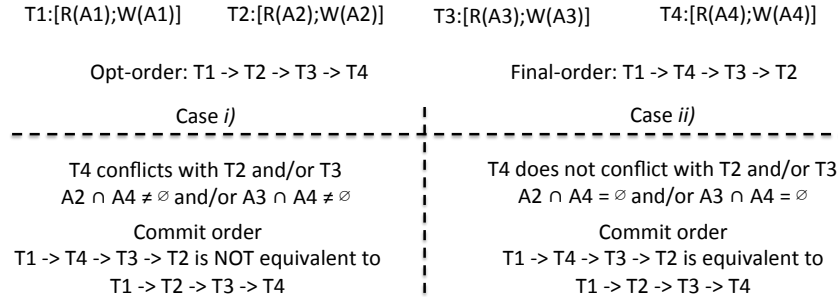 T1:[R(A1);W(A1)] T2:[R(A2);W(A2)] T3:[R(A3);W(A3)] T4:[R(A4);W(A4)]
Opt-order: T1 -> T2 -> T3 -> T4
Final-order: T1 -> T4 -> T3 -> T2
Case i)
T4 conflicts with T2 and/or T3
A2 ∩ A4 ≠ ∅ and/or A3 ∩ A4 ≠ ∅
Commit order
T1 -> T4 -> T3 -> T2 is NOT equivalent to
T1 -> T2 -> T3 -> T4
Case ii)
T4 does not conflict with T2 and/or T3
A2 ∩ A4 = ∅ and/or A3 ∩ A4 = ∅
Commit order
T1 -> T4 -> T3 -> T2 is equivalent to
T1 -> T2 -> T3 -> T4